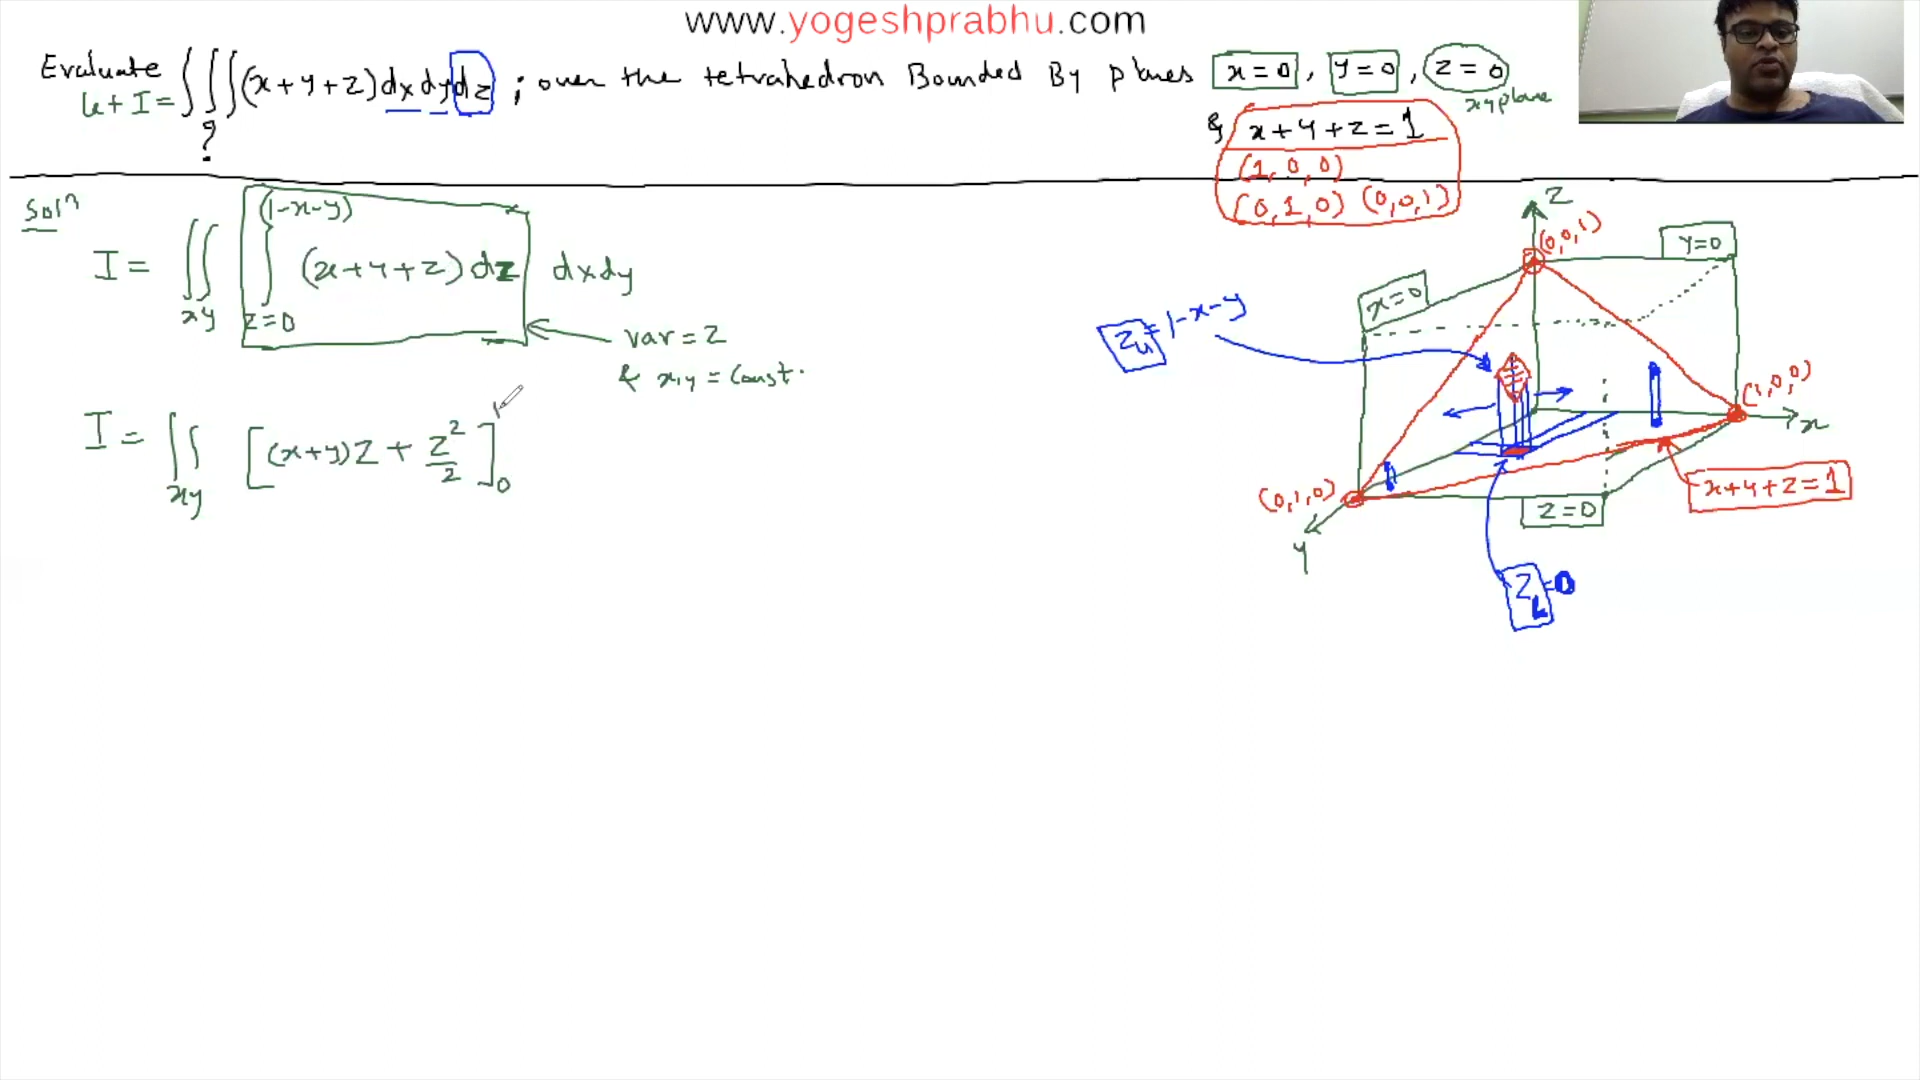 www.yogeshprabhu.com
Evaluate ∫∫∫(x+y+z)dxdydz ; over the tetrahedron Bounded By planes x=0 , y=0 , z=0
let I=
?
xy plane
& x+y+z=1
(1,0,0)
(0,1,0) (0,0,1)
Soln
I = ∫∫ ∫ (x+y+z)dz dxdy
(1-x-y)
xy z=0
var = z
& x,y = Const.
I = ∫∫ [(x+y)z + z²/2]
xy
0
Z
(0,0,1)
y=0
x=0
Zu =1-x-y
(1,0,0)
x
(0,1,0)
x+y+z=1
z=0
y
ZL=0